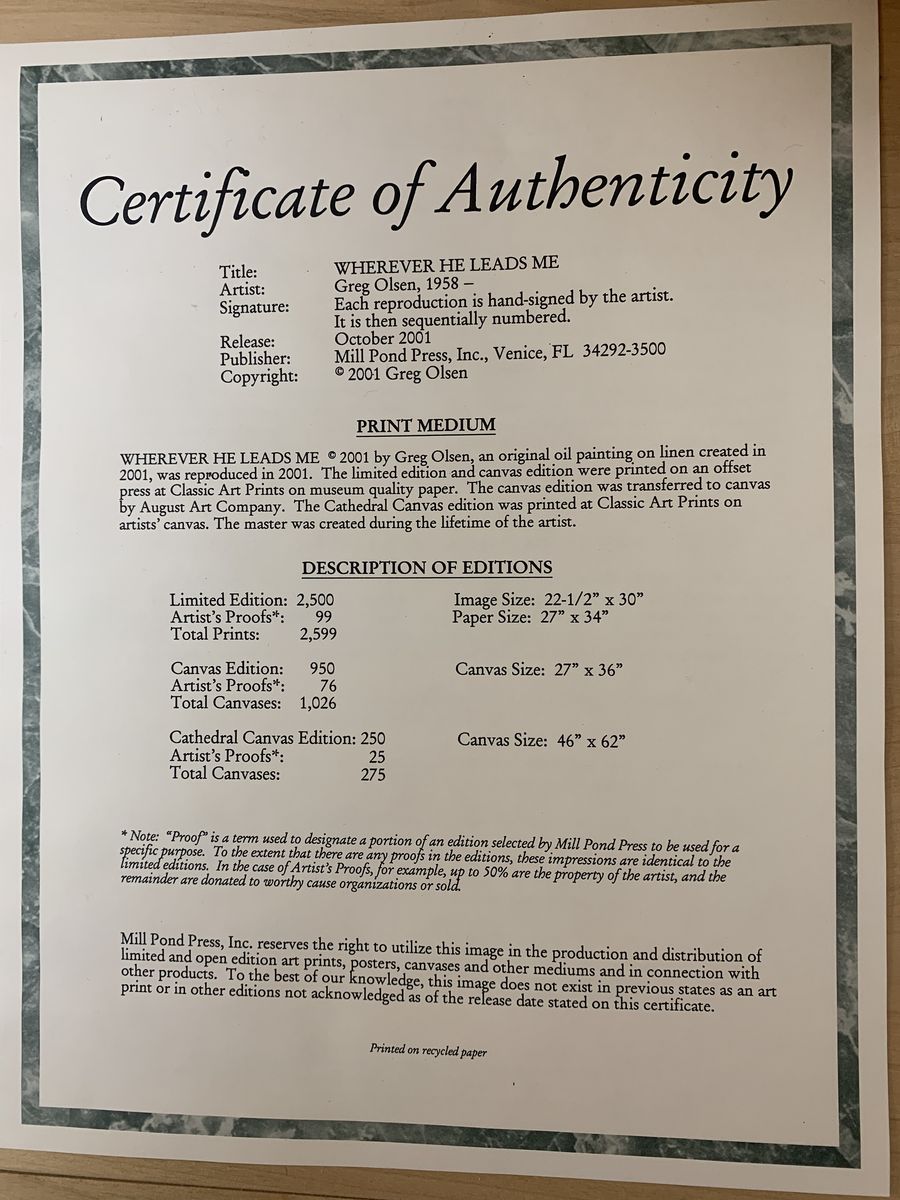 Certificate of Authenticity
Title: WHEREVER HE LEADS ME
Artist: Greg Olsen, 1958 –
Signature: Each reproduction is hand-signed by the artist.
It is then sequentially numbered.
Release: October 2001
Publisher: Mill Pond Press, Inc., Venice, FL 34292-3500
Copyright: © 2001 Greg Olsen
PRINT MEDIUM
WHEREVER HE LEADS ME © 2001 by Greg Olsen, an original oil painting on linen created in
2001, was reproduced in 2001. The limited edition and canvas edition were printed on an offset
press at Classic Art Prints on museum quality paper. The canvas edition was transferred to canvas
by August Art Company. The Cathedral Canvas edition was printed at Classic Art Prints on
artists' canvas. The master was created during the lifetime of the artist.
DESCRIPTION OF EDITIONS
Limited Edition: 2,500 Image Size: 22-1/2" x 30"
Artist's Proofs*: 99 Paper Size: 27" x 34"
Total Prints: 2,599
Canvas Edition: 950 Canvas Size: 27" x 36"
Artist's Proofs*: 76
Total Canvases: 1,026
Cathedral Canvas Edition: 250 Canvas Size: 46" x 62"
Artist's Proofs*: 25
Total Canvases: 275
* Note: "Proof" is a term used to designate a portion of an edition selected by Mill Pond Press to be used for a
specific purpose. To the extent that there are any proofs in the editions, these impressions are identical to the
limited editions. In the case of Artist's Proofs, for example, up to 50% are the property of the artist, and the
remainder are donated to worthy cause organizations or sold.
Mill Pond Press, Inc. reserves the right to utilize this image in the production and distribution of
limited and open edition art prints, posters, canvases and other mediums and in connection with
other products. To the best of our knowledge, this image does not exist in previous states as an art
print or in other editions not acknowledged as of the release date stated on this certificate.
Printed on recycled paper